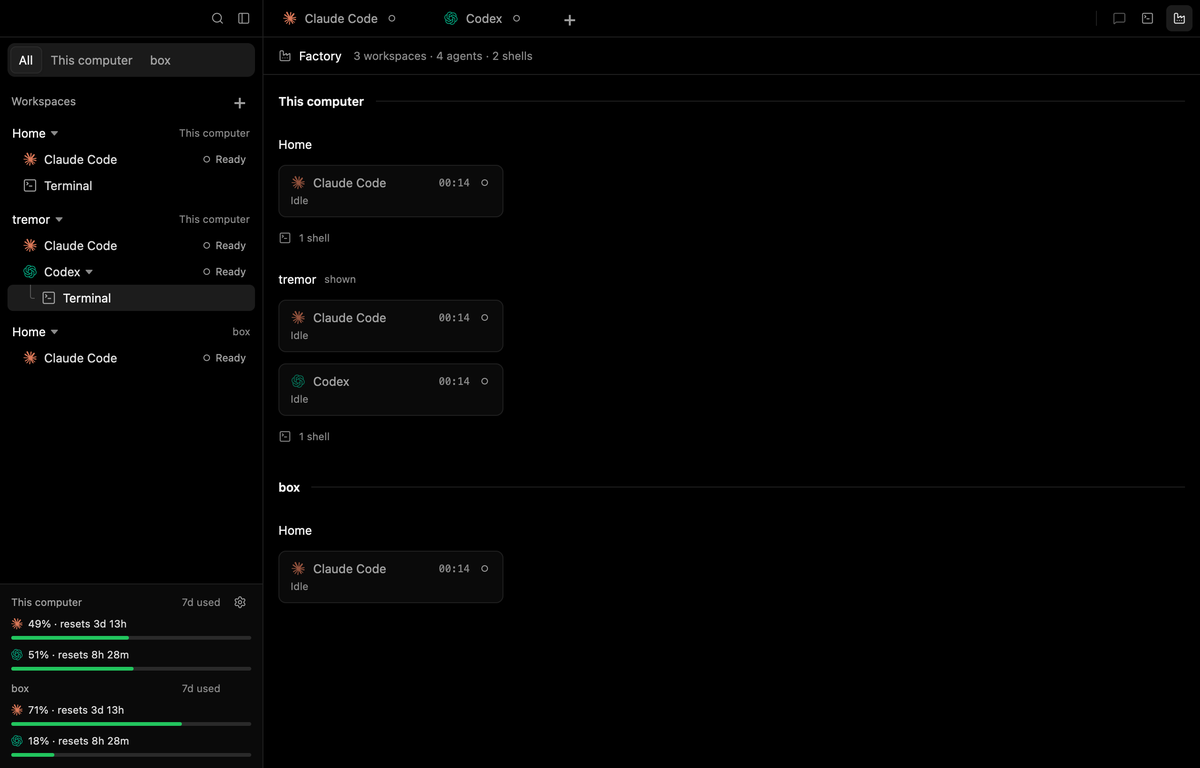 Claude Code
Codex
All This computer box
Workspaces
Home This computer
Claude Code Ready
Terminal
tremor This computer
Claude Code Ready
Codex Ready
Terminal
Home box
Claude Code Ready
This computer 7d used
49% · resets 3d 13h
51% · resets 8h 28m
box 7d used
71% · resets 3d 13h
18% · resets 8h 28m
Factory 3 workspaces · 4 agents · 2 shells
This computer
Home
Claude Code 00:14
Idle
1 shell
tremor shown
Claude Code 00:14
Idle
Codex 00:14
Idle
1 shell
box
Home
Claude Code 00:14
Idle